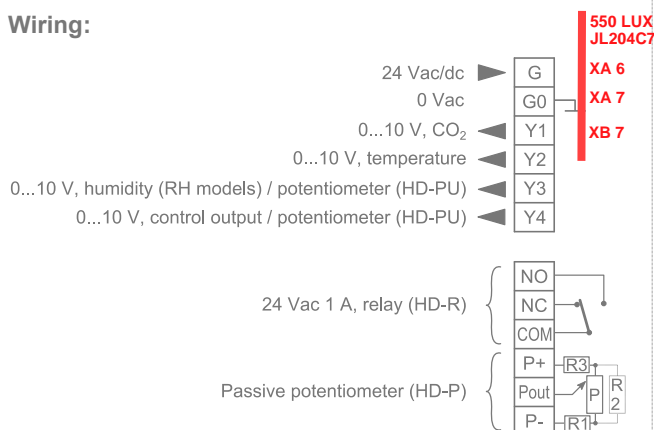 Wiring:
550 LUX
JL204C7
24 Vac/dc G XA 6
0 Vac G0 XA 7
0...10 V, CO₂ Y1 XB 7
0...10 V, temperature Y2
0...10 V, humidity (RH models) / potentiometer (HD-PU) Y3
0...10 V, control output / potentiometer (HD-PU) Y4
NO
24 Vac 1 A, relay (HD-R) NC
COM
P+ R3
Passive potentiometer (HD-P) Pout P R2
P- R1